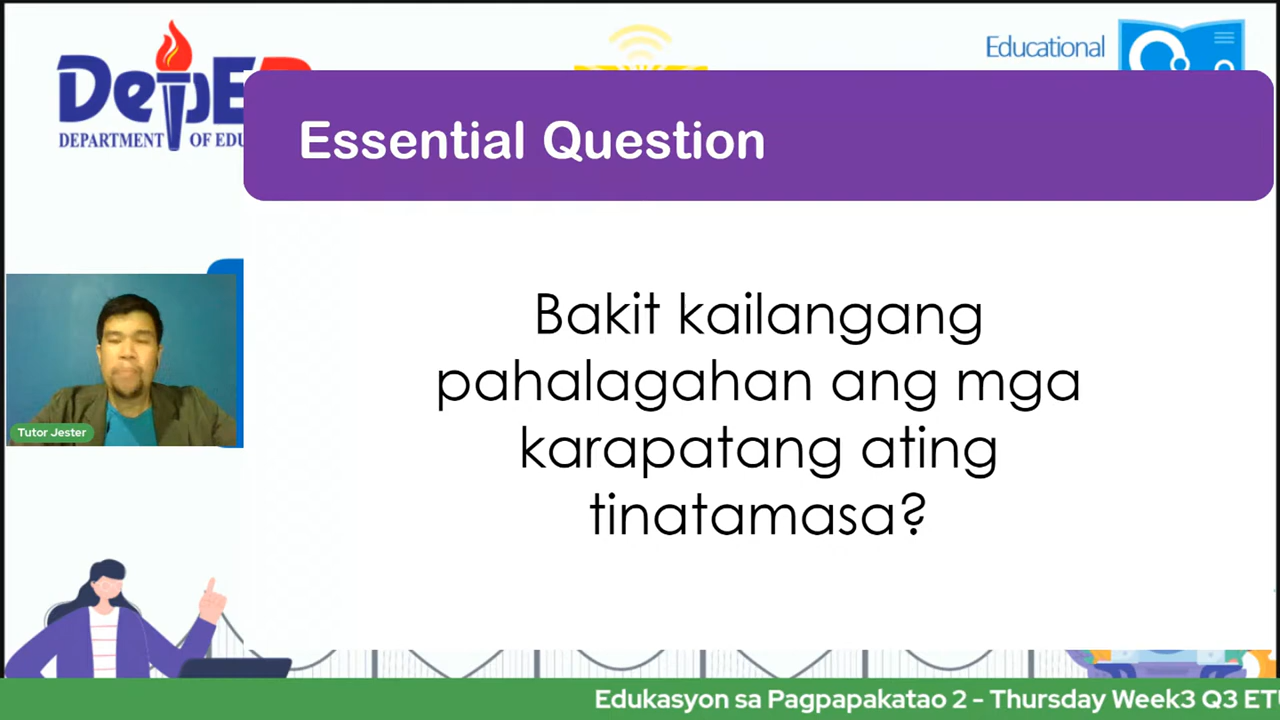 DepED
DEPARTMENT OF EDU
Educational
Essential Question
Bakit kailangang
pahalagahan ang mga
karapatang ating
tinatamasa?
Tutor Jester
Edukasyon sa Pagpapakatao 2 - Thursday Week3 Q3 ET